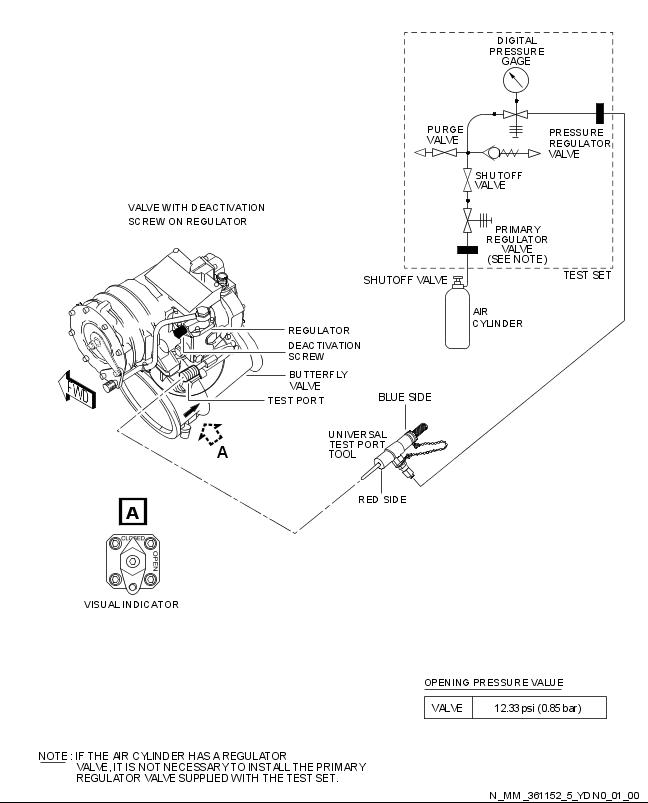 DIGITAL
PRESSURE
GAGE
PURGE
VALVE
PRESSURE
REGULATOR
VALVE
SHUTOFF
VALVE
PRIMARY
REGULATOR
VALVE
(SEE NOTE)
TEST SET
SHUTOFF VALVE
AIR
CYLINDER
VALVE WITH DEACTIVATION
SCREW ON REGULATOR
REGULATOR
DEACTIVATION
SCREW
BUTTERFLY
VALVE
TEST PORT
FWD
A
BLUE SIDE
UNIVERSAL
TEST PORT
TOOL
RED SIDE
A
CLOSED
OPEN
VISUAL INDICATOR
OPENING PRESSURE VALUE
VALVE 12.33 psi (0.85 bar)
NOTE : IF THE AIR CYLINDER HAS A REGULATOR
VALVE, IT IS NOT NECESSARY TO INSTALL THE PRIMARY
REGULATOR VALVE SUPPLIED WITH THE TEST SET.
N_MM_361152_5_YDN0_01_00